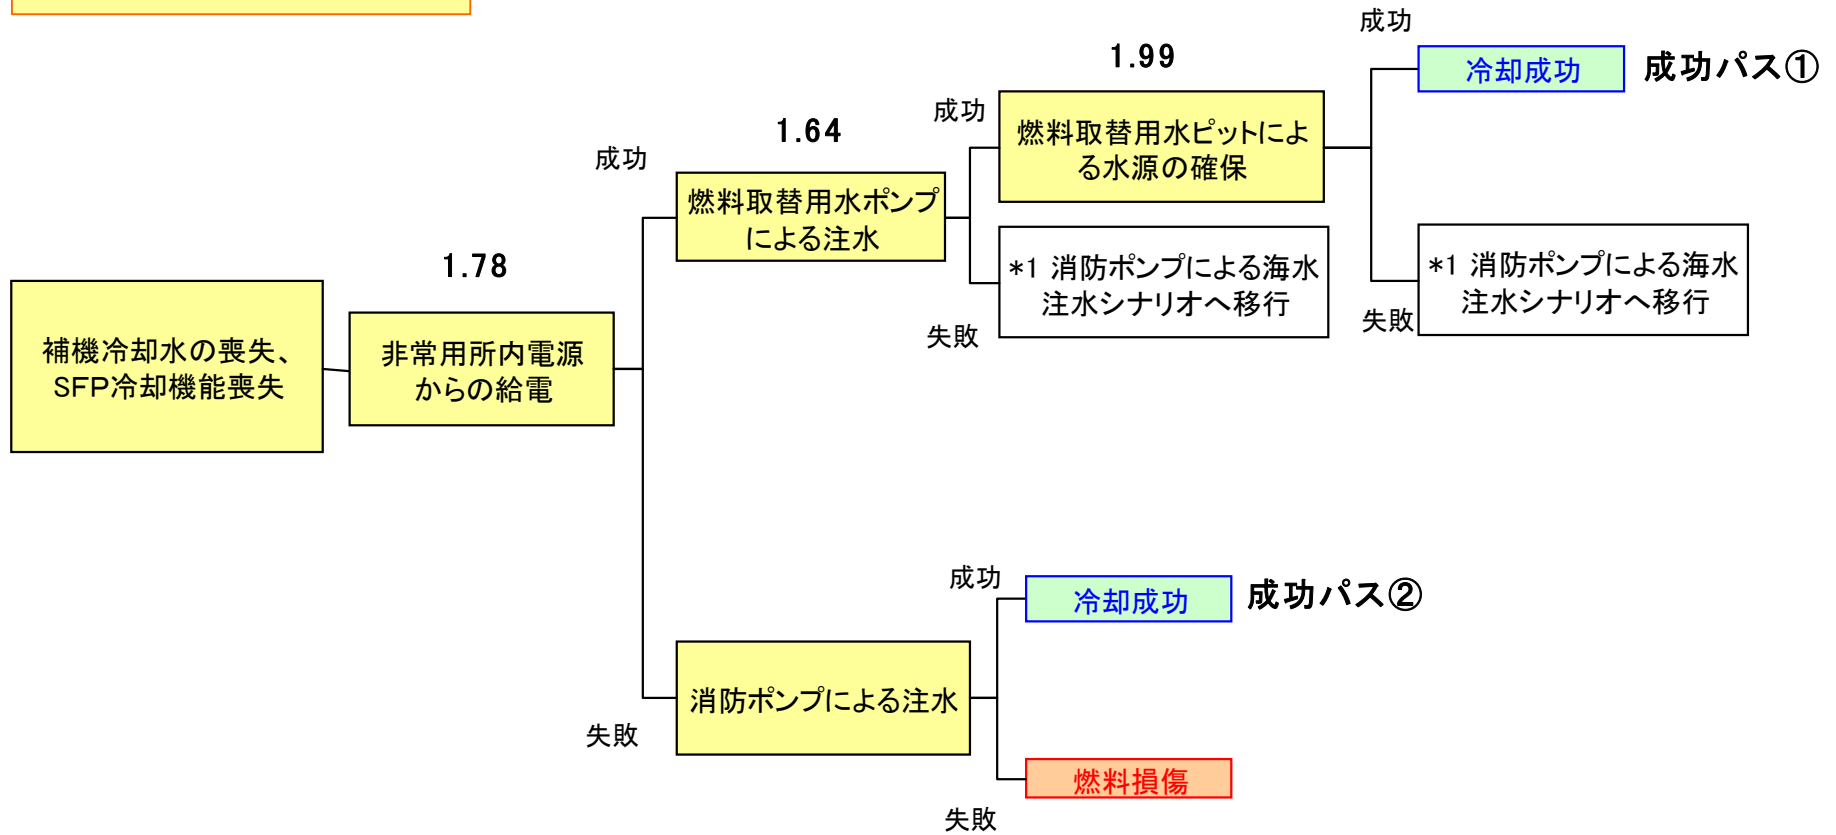 補機冷却水の喪失、
SFP冷却機能喪失
1.78
非常用所内電源
からの給電
成功
1.64
燃料取替用水ポンプ
による注水
成功
1.99
燃料取替用水ピットによ
る水源の確保
成功
冷却成功
成功パス①
失敗
*1 消防ポンプによる海水
注水シナリオへ移行
失敗
*1 消防ポンプによる海水
注水シナリオへ移行
失敗
消防ポンプによる注水
成功
冷却成功
成功パス②
失敗
燃料損傷